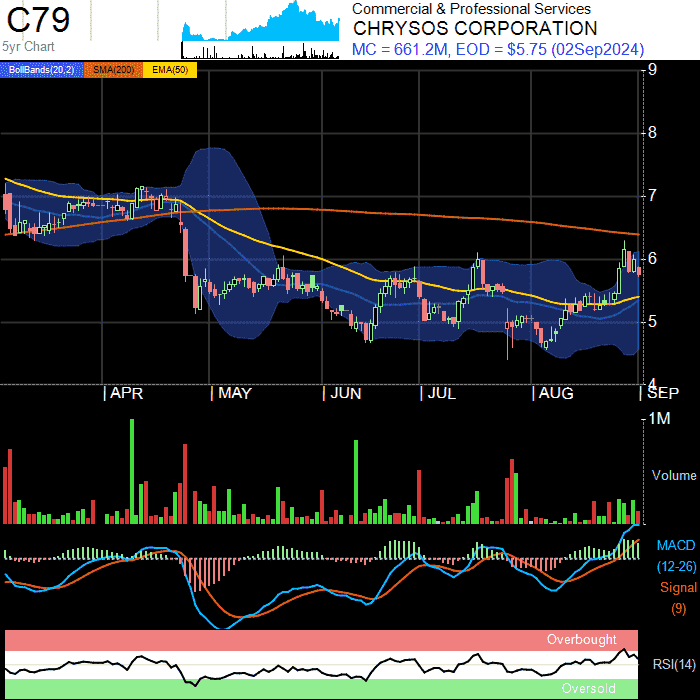 C79
5yr Chart
Commercial & Professional Services
CHRYSOS CORPORATION
MC = 661.2M, EOD = $5.75 (02Sep2024)
BollBands(20,2) SMA(200) EMA(50)
9
8
7
6
5
4
APR MAY JUN JUL AUG SEP
1M
Volume
MACD
(12-26)
Signal
(9)
Overbought
RSI(14)
Oversold